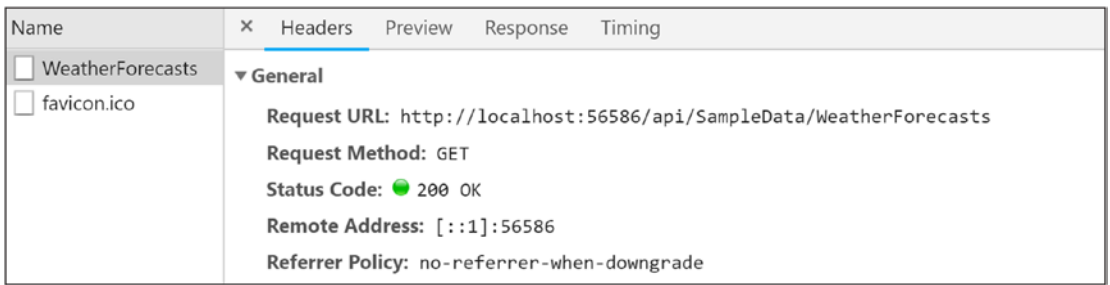 Name
× Headers Preview Response Timing
WeatherForecasts
favicon.ico
▼ General
Request URL: http://localhost:56586/api/SampleData/WeatherForecasts
Request Method: GET
Status Code: 200 OK
Remote Address: [::1]:56586
Referrer Policy: no-referrer-when-downgrade